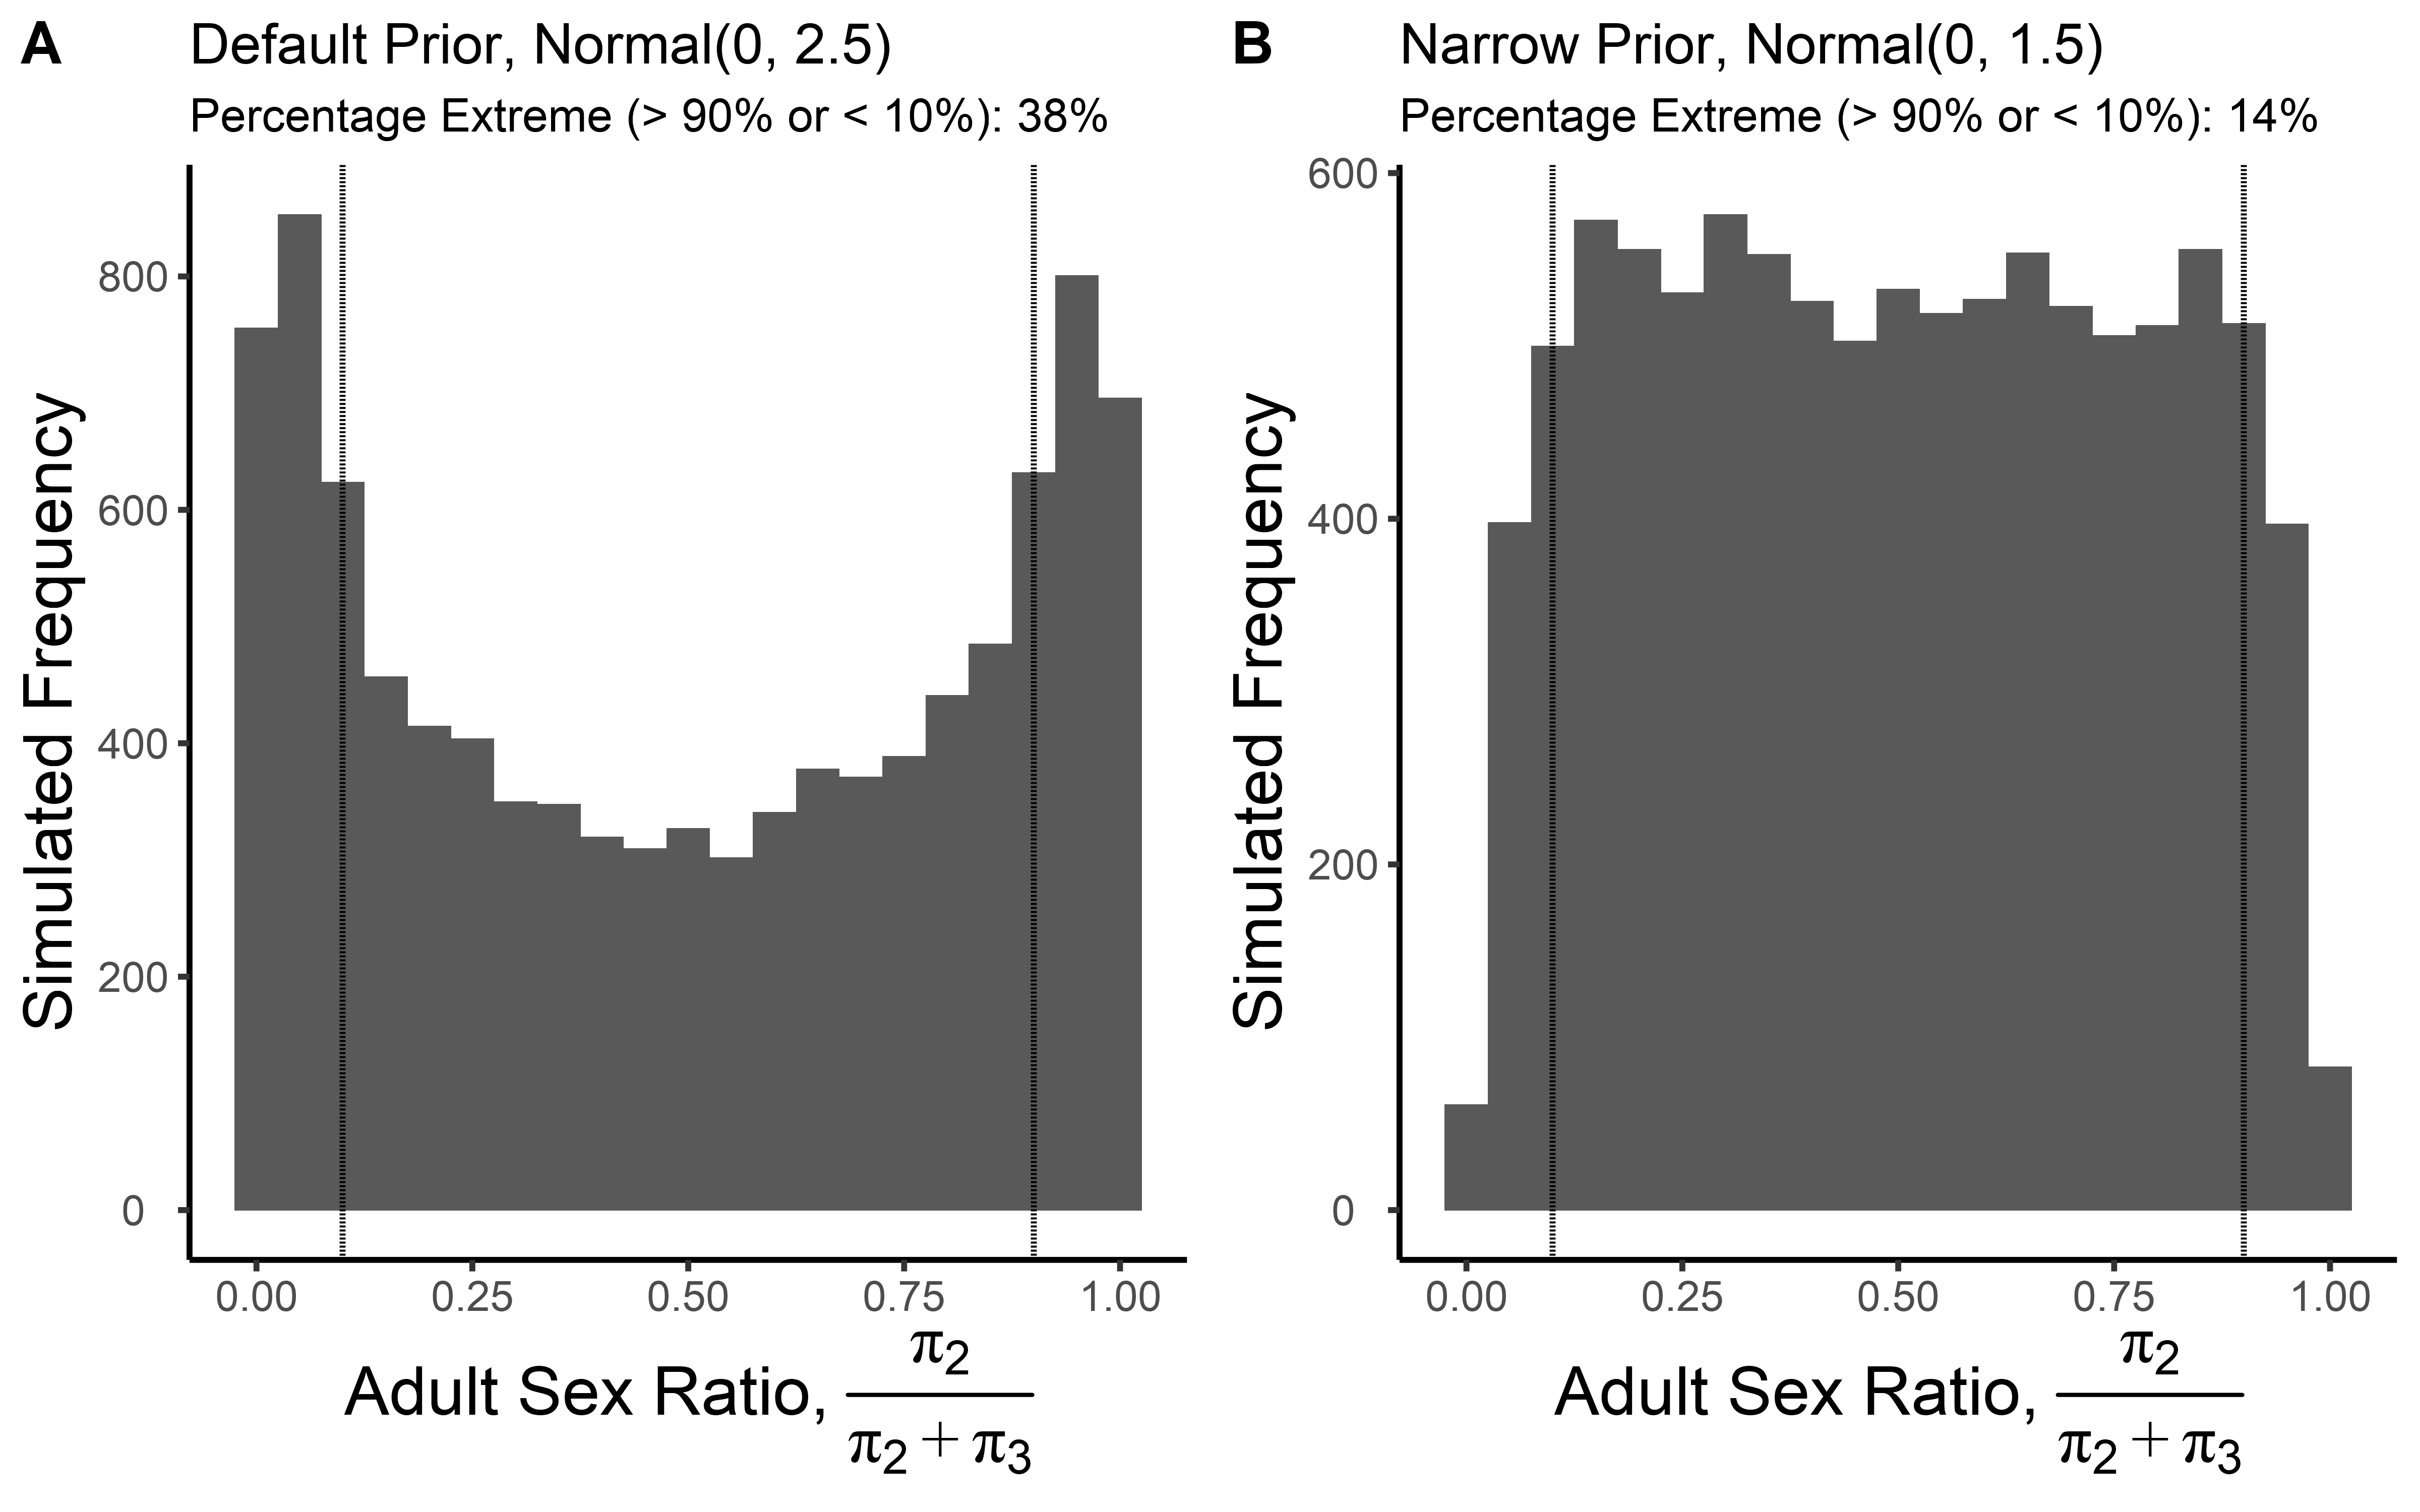 A
Default Prior, Normal(0, 2.5)
Percentage Extreme (> 90% or < 10%): 38%
Simulated Frequency
800
600
400
200
0
0.00 0.25 0.50 0.75 1.00
Adult Sex Ratio, π2 / π2 + π3
B
Narrow Prior, Normal(0, 1.5)
Percentage Extreme (> 90% or < 10%): 14%
Simulated Frequency
600
400
200
0
0.00 0.25 0.50 0.75 1.00
Adult Sex Ratio, π2 / π2 + π3